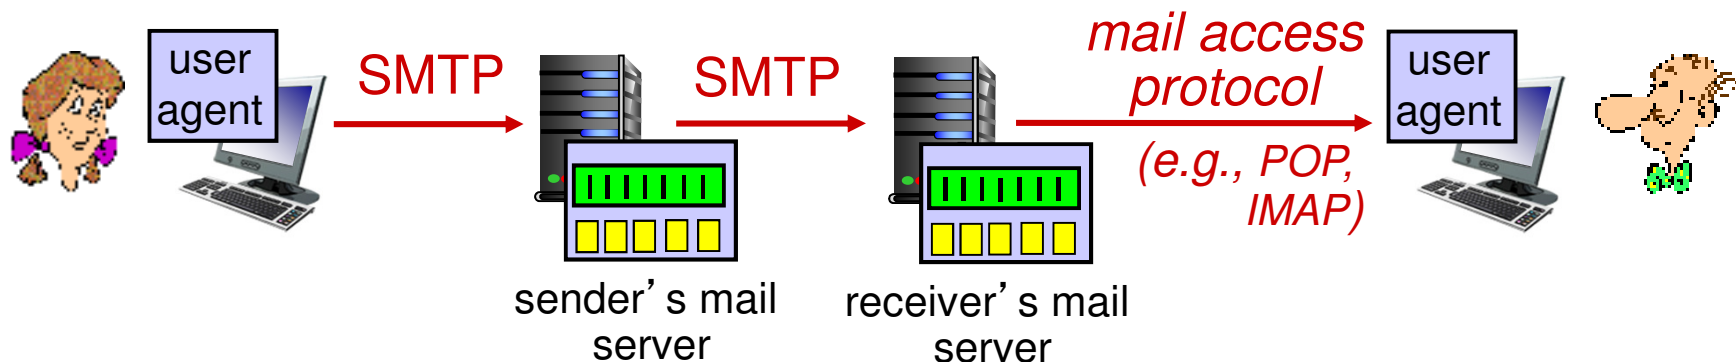 user
agent
SMTP
SMTP
mail access
protocol
(e.g., POP,
IMAP)
user
agent
sender’s mail
server
receiver’s mail
server